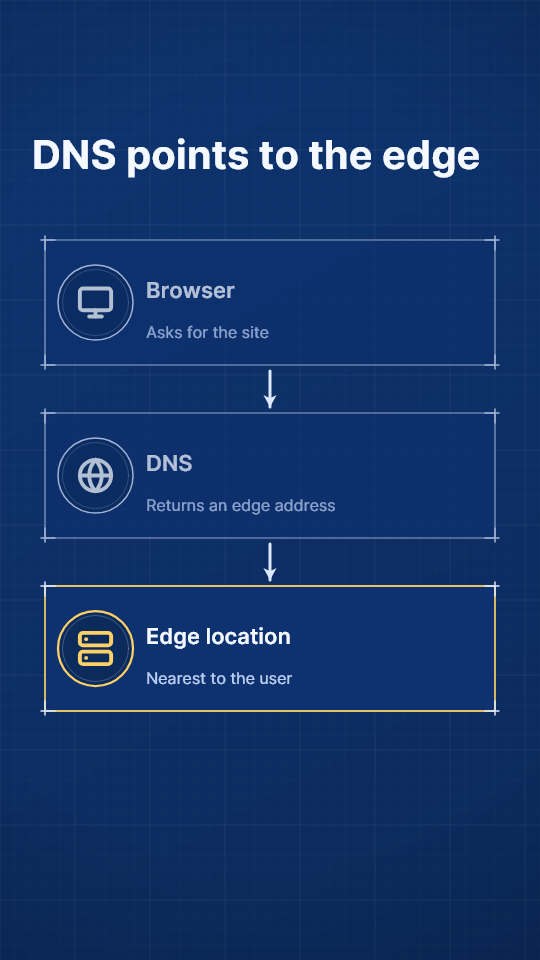 DNS points to the edge
Browser
Asks for the site
DNS
Returns an edge address
Edge location
Nearest to the user